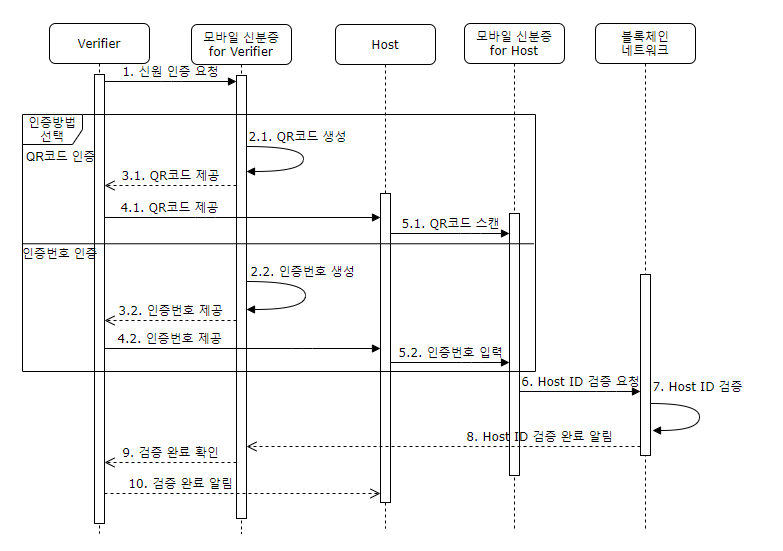 Verifier
모바일 신분증
for Verifier
Host
모바일 신분증
for Host
블록체인
네트워크
1. 신원 인증 요청
인증방법
선택
2.1. QR코드 생성
QR코드 인증
3.1. QR코드 제공
4.1. QR코드 제공
5.1. QR코드 스캔
인증번호 인증
2.2. 인증번호 생성
3.2. 인증번호 제공
4.2. 인증번호 제공
5.2. 인증번호 입력
6. Host ID 검증 요청
7. Host ID 검증
8. Host ID 검증 완료 알림
9. 검증 완료 확인
10. 검증 완료 알림